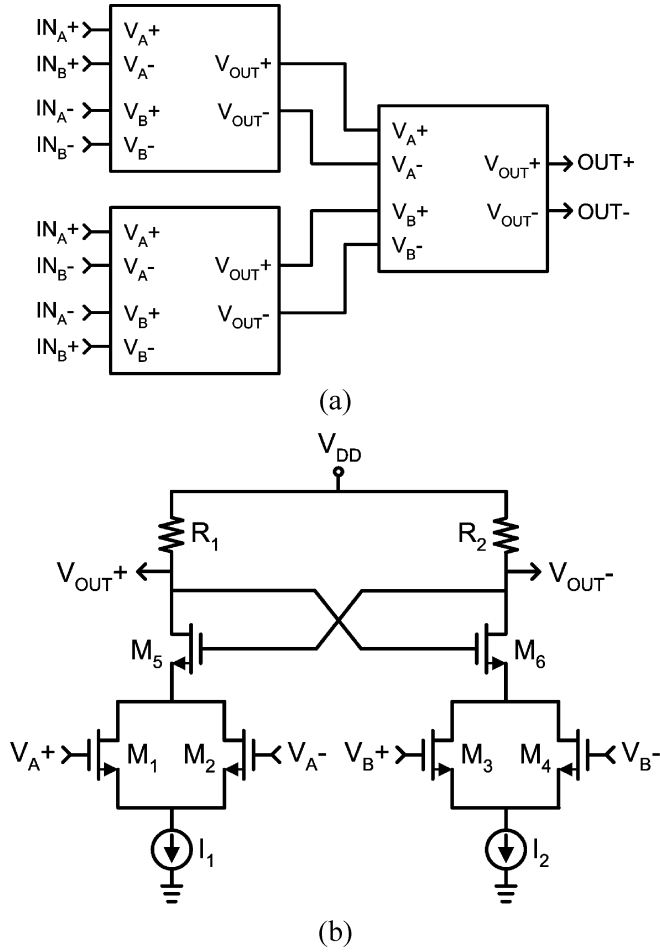 IN_A+ V_A+
IN_B+ V_A- V_OUT+
IN_A- V_B+ V_OUT-
IN_B- V_B-
V_A+
V_A- V_OUT+ OUT+
V_B+ V_OUT- OUT-
V_B-
IN_A+ V_A+
IN_B- V_A- V_OUT+
IN_A- V_B+ V_OUT-
IN_B+ V_B-
(a)
V_DD
R_1 R_2
V_OUT+ V_OUT-
M_5 M_6
V_A+ M_1 M_2 V_A- V_B+ M_3 M_4 V_B-
I_1 I_2
(b)